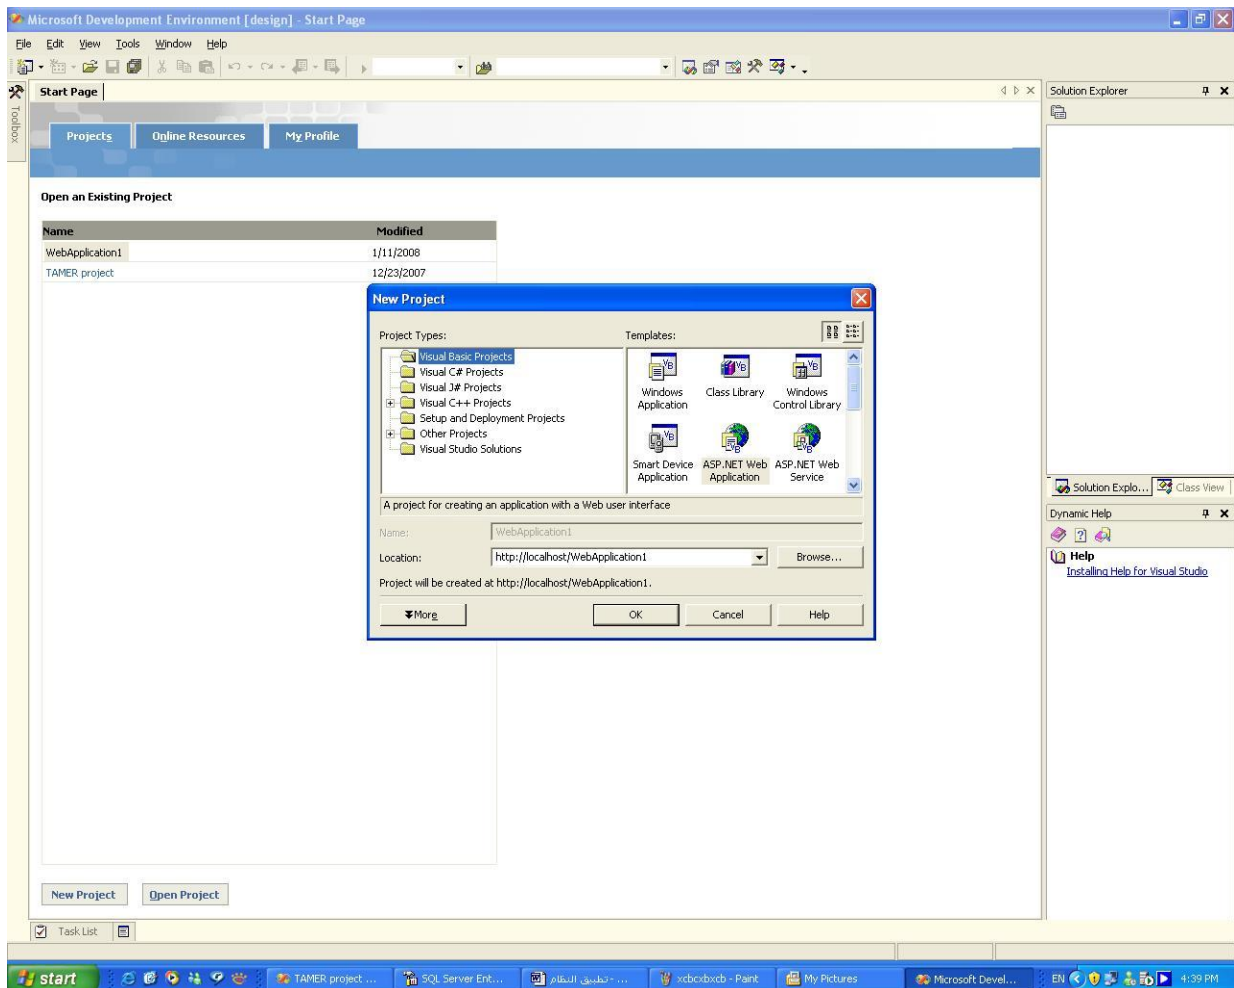 Microsoft Development Environment [design] - Start Page
File Edit View Tools Window Help
Start Page
Toolbox
Projects Online Resources My Profile
Open an Existing Project
Name Modified
WebApplication1 1/11/2008
TAMER project 12/23/2007
New Project
Project Types: Templates:
Visual Basic Projects
Visual C# Projects
Visual J# Projects
Visual C++ Projects
Setup and Deployment Projects
Other Projects
Visual Studio Solutions
Windows Application
Class Library
Windows Control Library
Smart Device Application
ASP.NET Web Application
ASP.NET Web Service
A project for creating an application with a Web user interface
Name: WebApplication1
Location: http://localhost/WebApplication1 Browse...
Project will be created at http://localhost/WebApplication1.
More OK Cancel Help
Solution Explorer
Solution Explo... Class View
Dynamic Help
Help
Installing Help for Visual Studio
New Project Open Project
Task List
start TAMER project ... SQL Server Ent... تطبيق النظام - ... xcbcxbxcb - Paint My Pictures Microsoft Devel... EN 4:39 PM